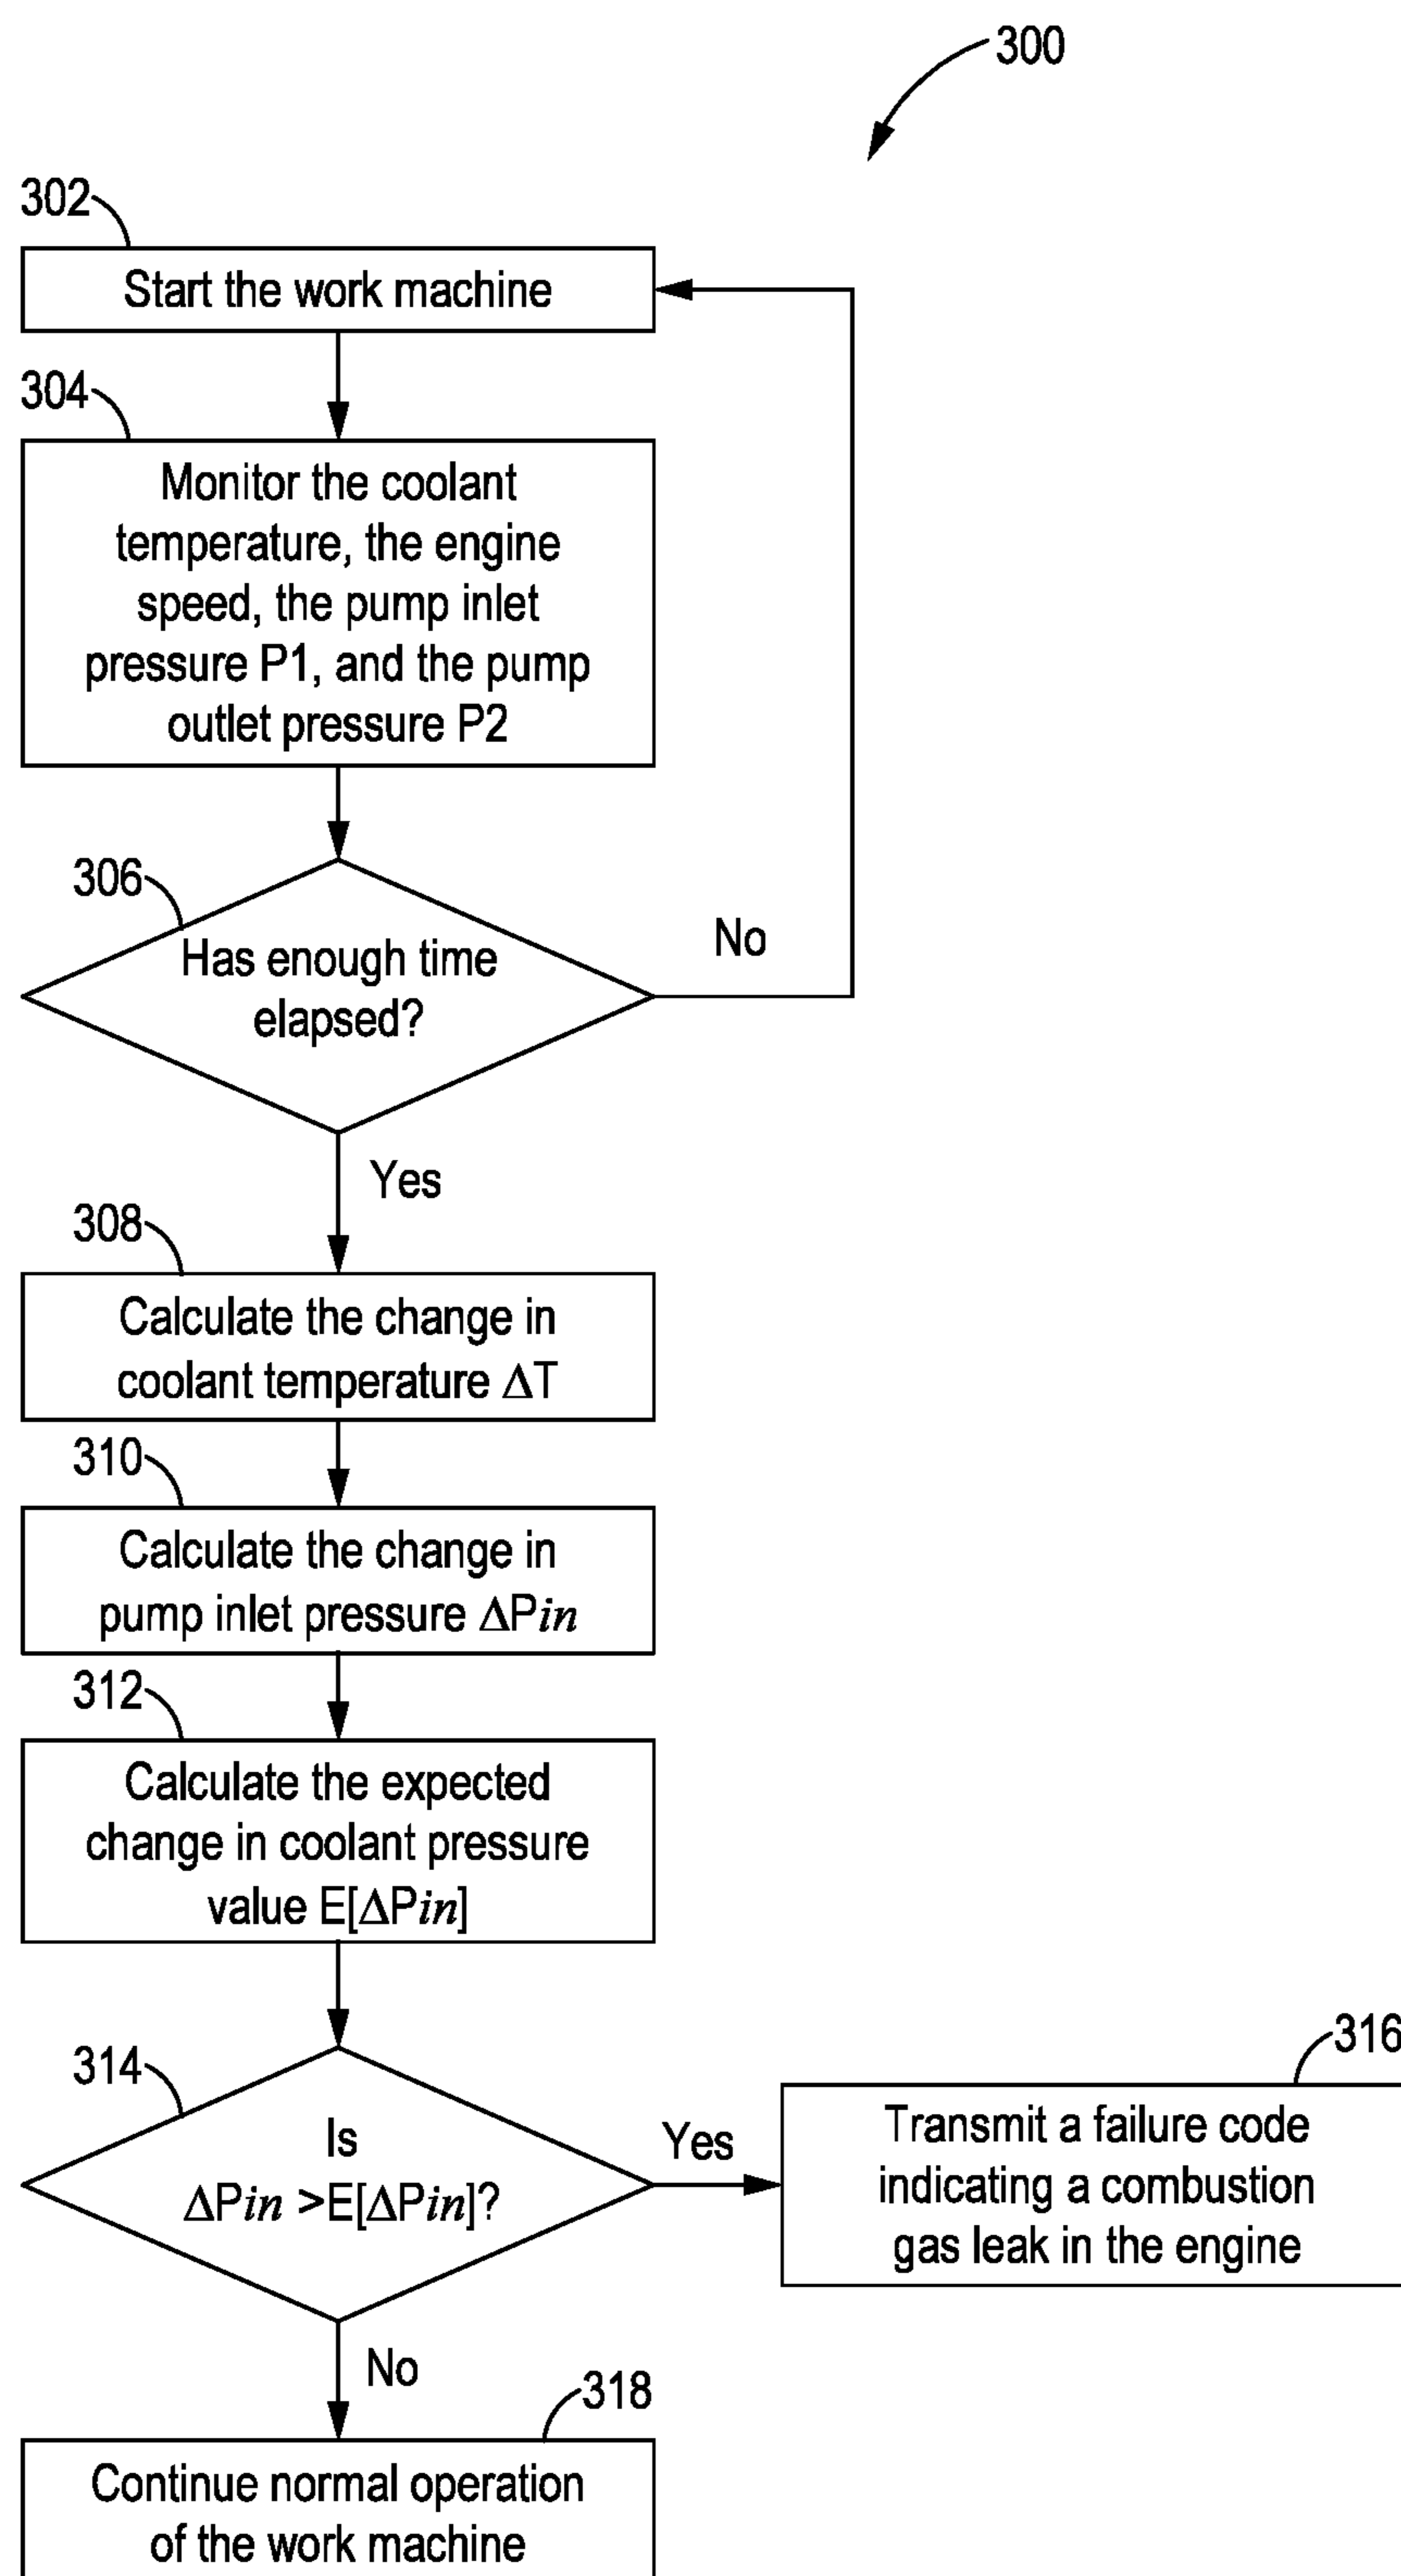 300
302
Start the work machine
304
Monitor the coolant
temperature, the engine
speed, the pump inlet
pressure P1, and the pump
outlet pressure P2
306
Has enough time
elapsed?
No
Yes
308
Calculate the change in
coolant temperature ΔT
310
Calculate the change in
pump inlet pressure ΔPin
312
Calculate the expected
change in coolant pressure
value E[ΔPin]
314
Is
ΔPin >E[ΔPin]?
Yes
316
Transmit a failure code
indicating a combustion
gas leak in the engine
No
318
Continue normal operation
of the work machine